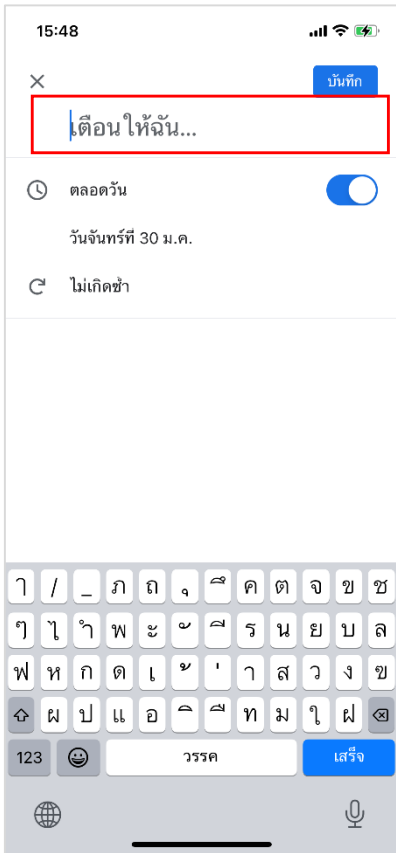 15:48
บันทึก
เตือนให้ฉัน...
ตลอดวัน
วันจันทร์ที่ 30 ม.ค.
ไม่เกิดซ้ำ
ๅ / _ ภ ถ ุ ึ ค ต จ ข ช
ๆ ไ ำ พ ะ ั ี ร น ย บ ล
ฟ ห ก ด เ ้ ่ า ส ว ง ฃ
ผ ป แ อ ิ ื ท ม ใ ฝ
123 วรรค เสร็จ